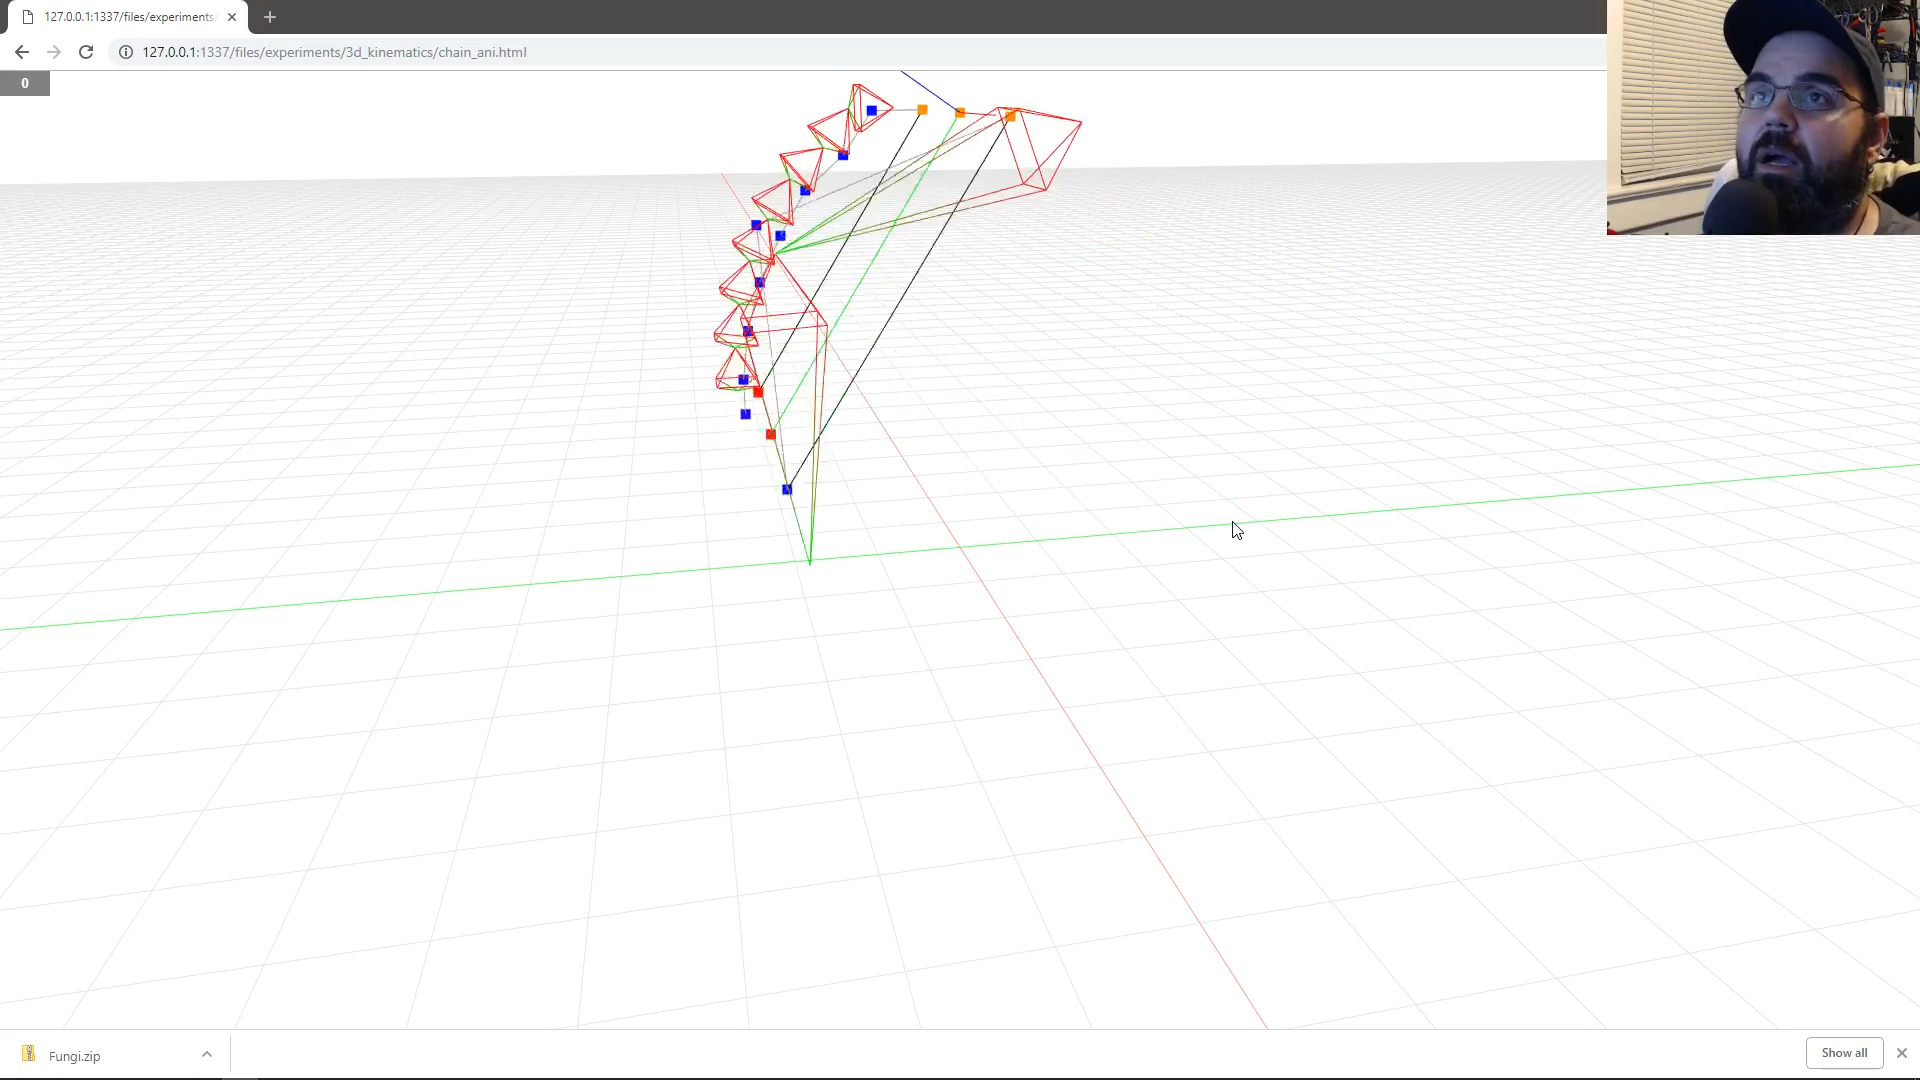 127.0.0.1:1337/files/experiments
127.0.0.1:1337/files/experiments/3d_kinematics/chain_ani.html
0
Fungi.zip
Show all